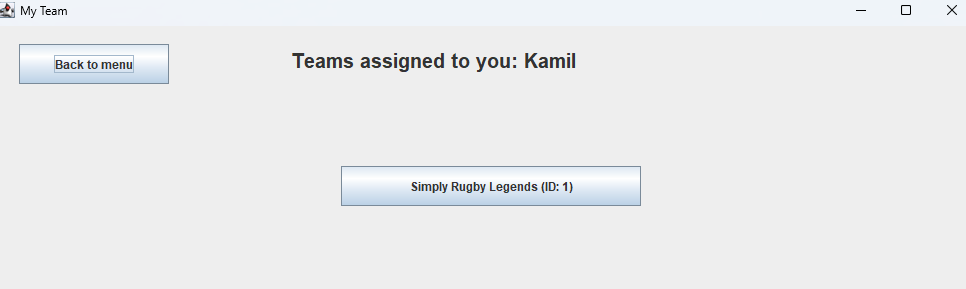 My Team
Back to menu
Teams assigned to you: Kamil
Simply Rugby Legends (ID: 1)